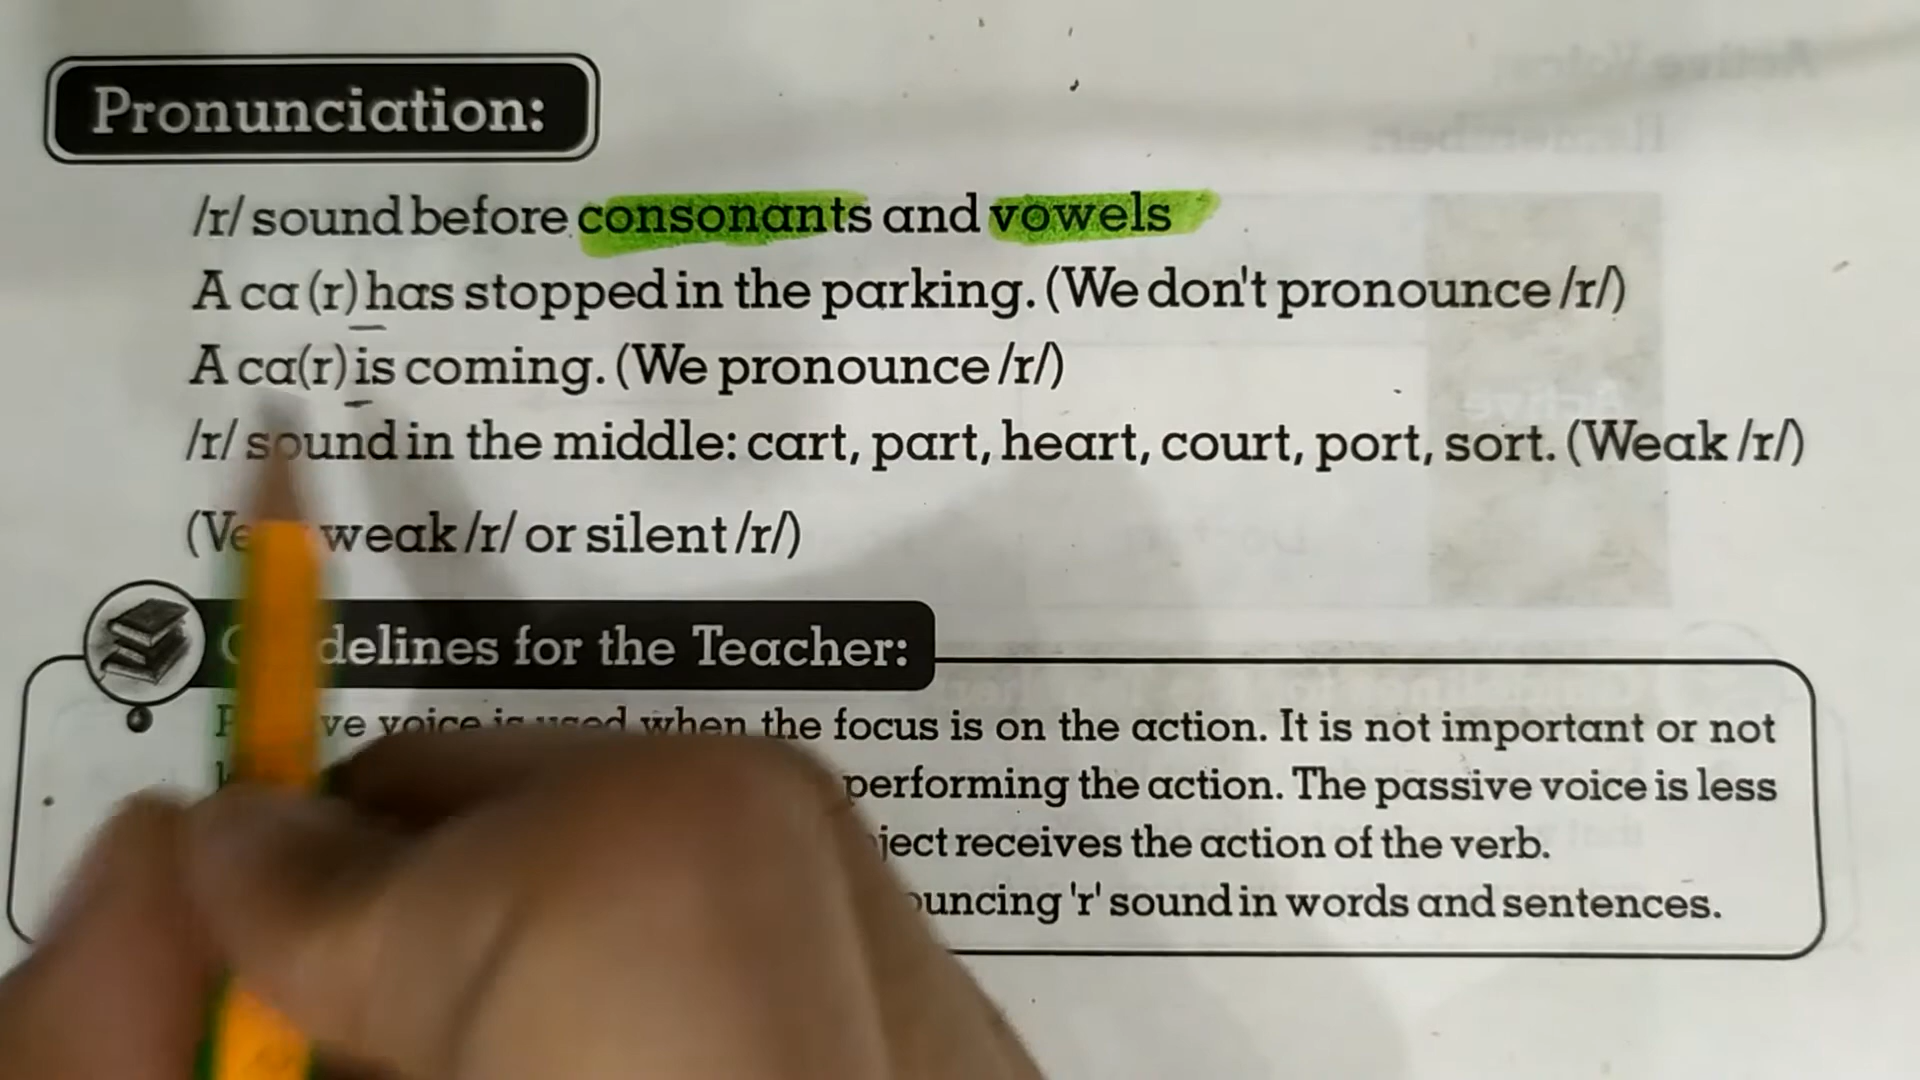 Pronunciation:
/r/ sound before consonants and vowels
A ca (r) has stopped in the parking. (We don't pronounce /r/)
A ca(r) is coming. (We pronounce /r/)
/r/ sound in the middle: cart, part, heart, court, port, sort. (Weak /r/)
weak /r/ or silent /r/)
for the Teacher:
voice is used when the focus is on the action. It is not important or not
performing the action. The passive voice is less
receives the action of the verb.
'r' sound in words and sentences.